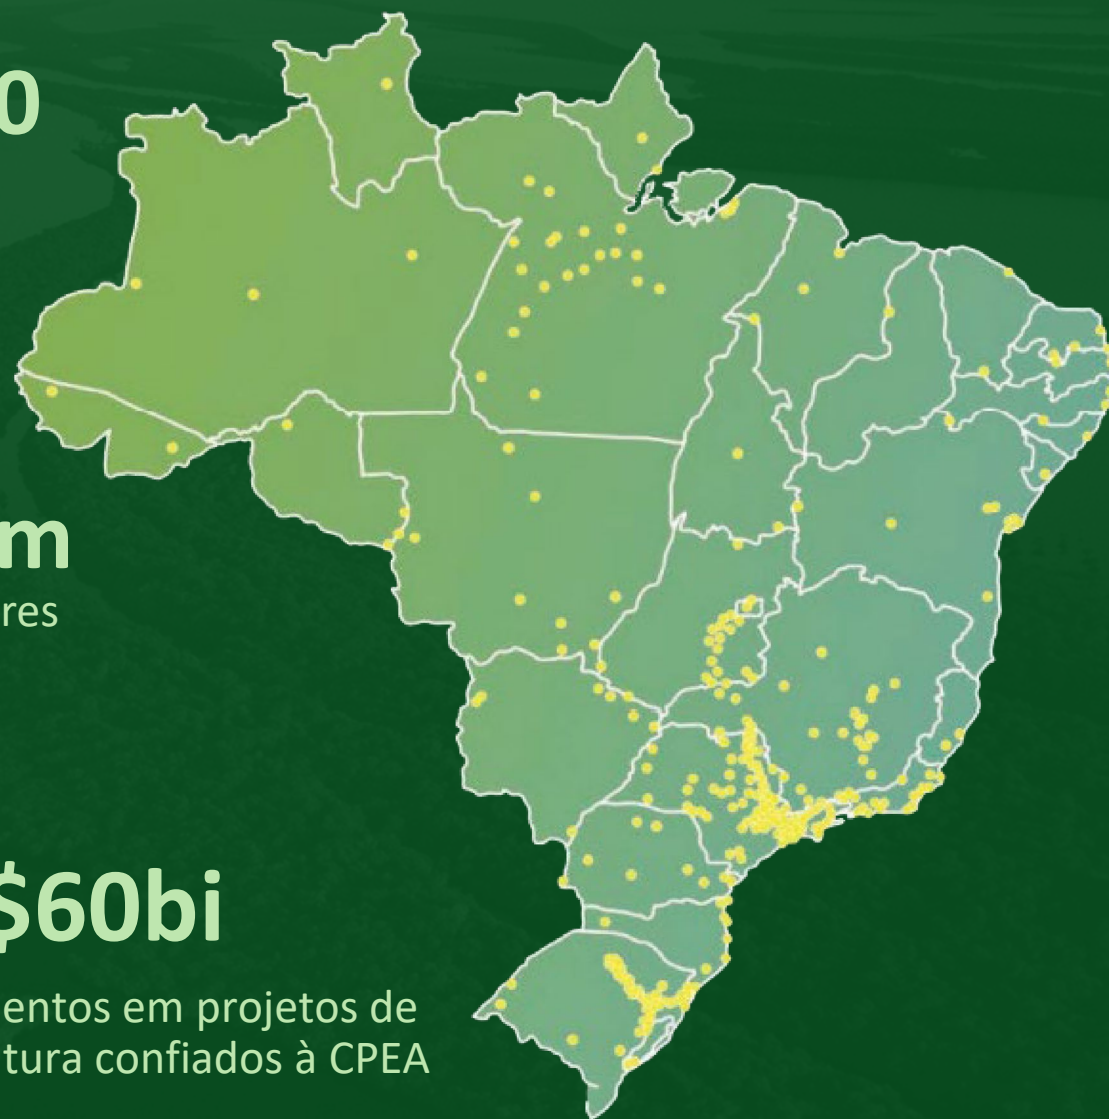 0
m
res
$60bi
entos em projetos de
tura confiados à CPEA